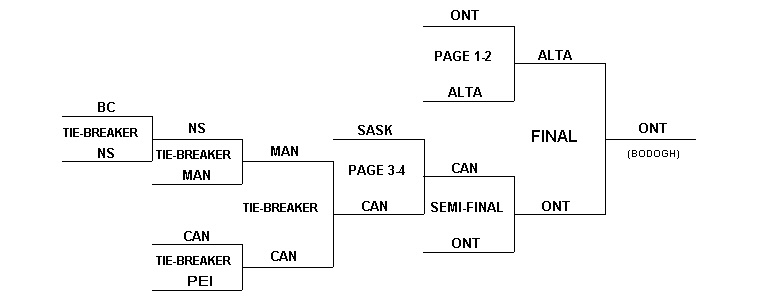 ONT
PAGE 1-2
ALTA
ALTA
BC
TIE-BREAKER
NS
NS
TIE-BREAKER
MAN
MAN
SASK
PAGE 3-4
CAN
FINAL
ONT
(BODOGH)
CAN
SEMI-FINAL
ONT
ONT
TIE-BREAKER
CAN
TIE-BREAKER
PEI
CAN